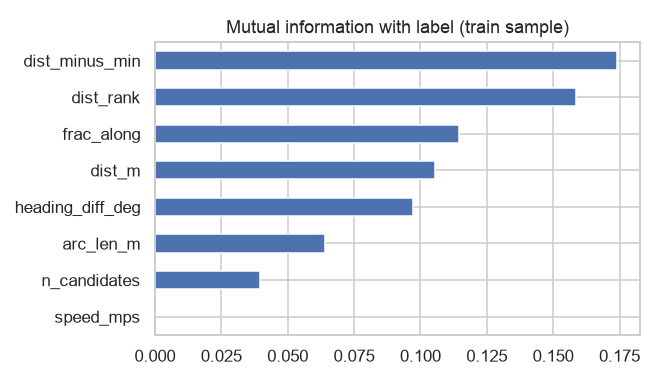 Mutual information with label (train sample)
dist_minus_min
dist_rank
frac_along
dist_m
heading_diff_deg
arc_len_m
n_candidates
speed_mps
0.000 0.025 0.050 0.075 0.100 0.125 0.150 0.175